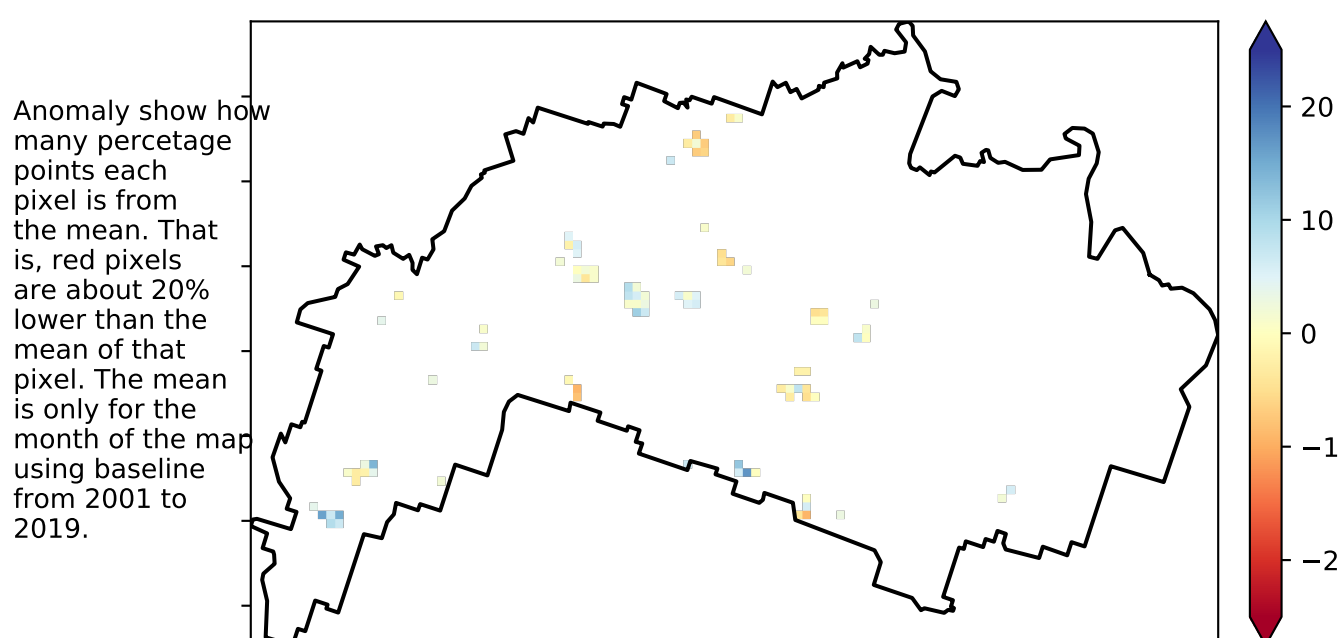 Anomaly show how
many percetage
points each
pixel is from
the mean. That
is, red pixels
are about 20%
lower than the
mean of that
pixel. The mean
is only for the
month of the map
using baseline
from 2001 to
2019.
20
10
0
−1
−2